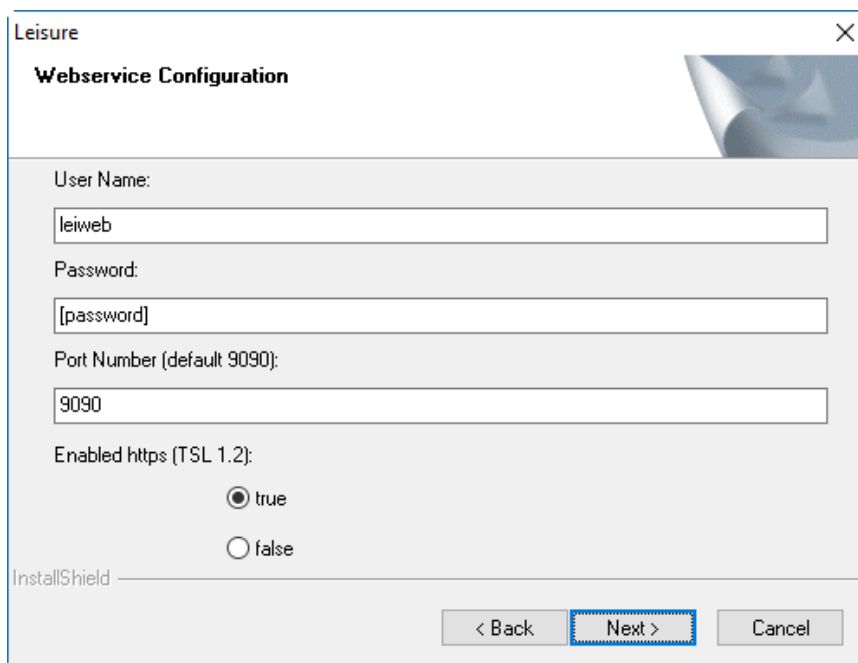 Leisure
Webservice Configuration
User Name:
leiweb
Password:
[password]
Port Number (default 9090):
9090
Enabled https (TSL 1.2):
true
false
InstallShield
< Back Next > Cancel